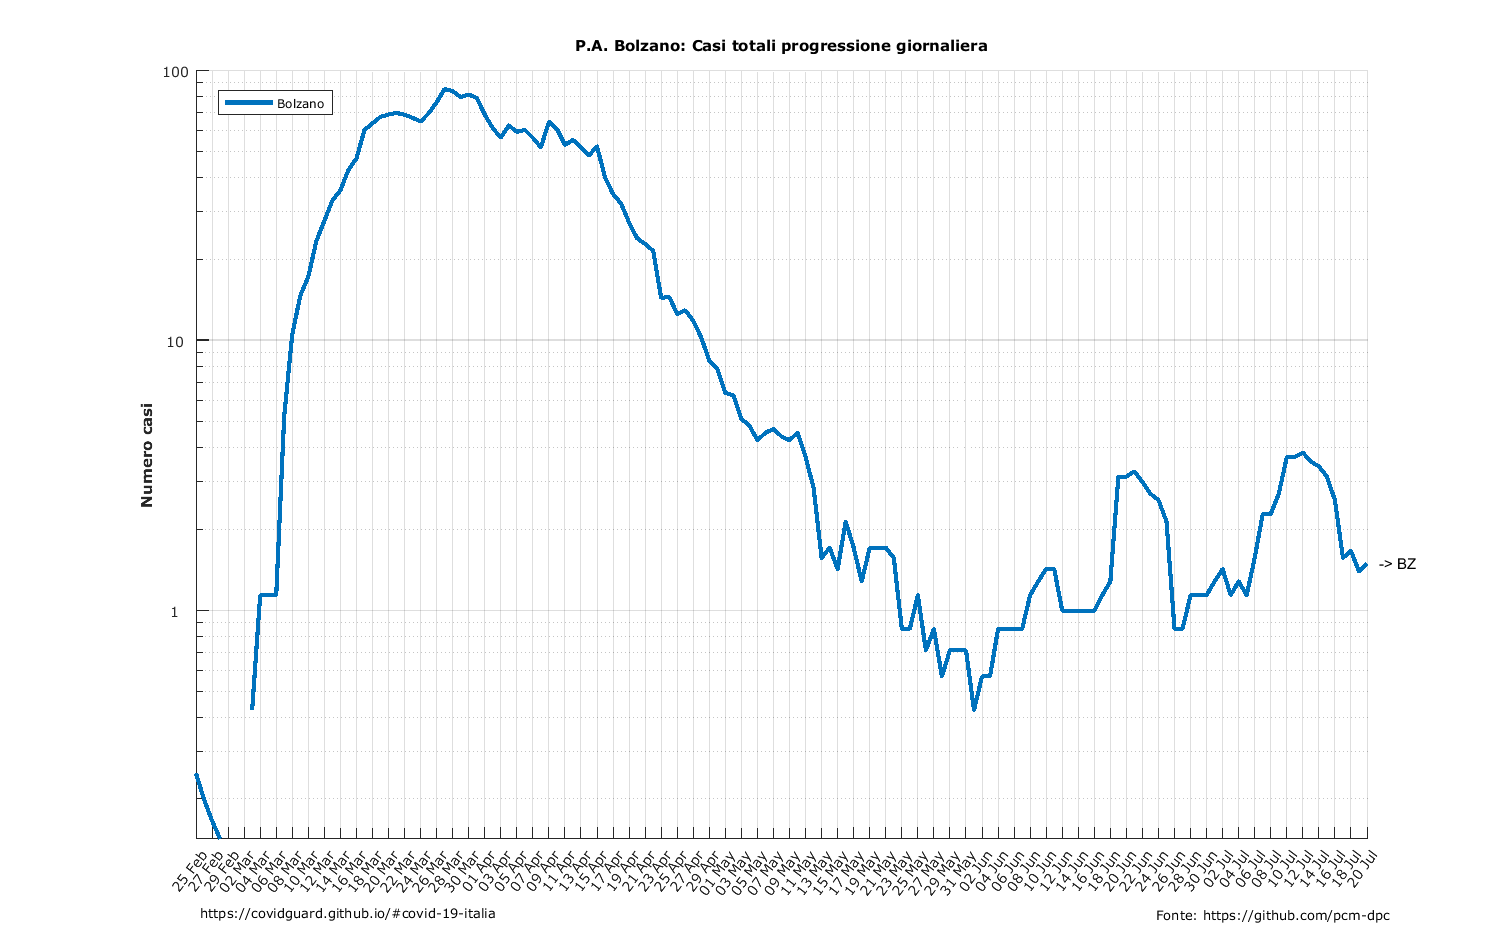 P.A. Bolzano: Casi totali progressione giornaliera
Bolzano
Numero casi
100
10
1
-> BZ
25 Feb
27 Feb
29 Feb
02 Mar
04 Mar
06 Mar
08 Mar
10 Mar
12 Mar
14 Mar
16 Mar
18 Mar
20 Mar
22 Mar
24 Mar
26 Mar
28 Mar
30 Mar
01 Apr
03 Apr
05 Apr
07 Apr
09 Apr
11 Apr
13 Apr
15 Apr
17 Apr
19 Apr
21 Apr
23 Apr
25 Apr
27 Apr
29 Apr
01 May
03 May
05 May
07 May
09 May
11 May
13 May
15 May
17 May
19 May
21 May
23 May
25 May
27 May
29 May
31 May
02 Jun
04 Jun
06 Jun
08 Jun
10 Jun
12 Jun
14 Jun
16 Jun
18 Jun
20 Jun
22 Jun
24 Jun
26 Jun
28 Jun
30 Jun
02 Jul
04 Jul
06 Jul
08 Jul
10 Jul
12 Jul
14 Jul
16 Jul
18 Jul
20 Jul
https://covidguard.github.io/#covid-19-italia
Fonte: https://github.com/pcm-dpc